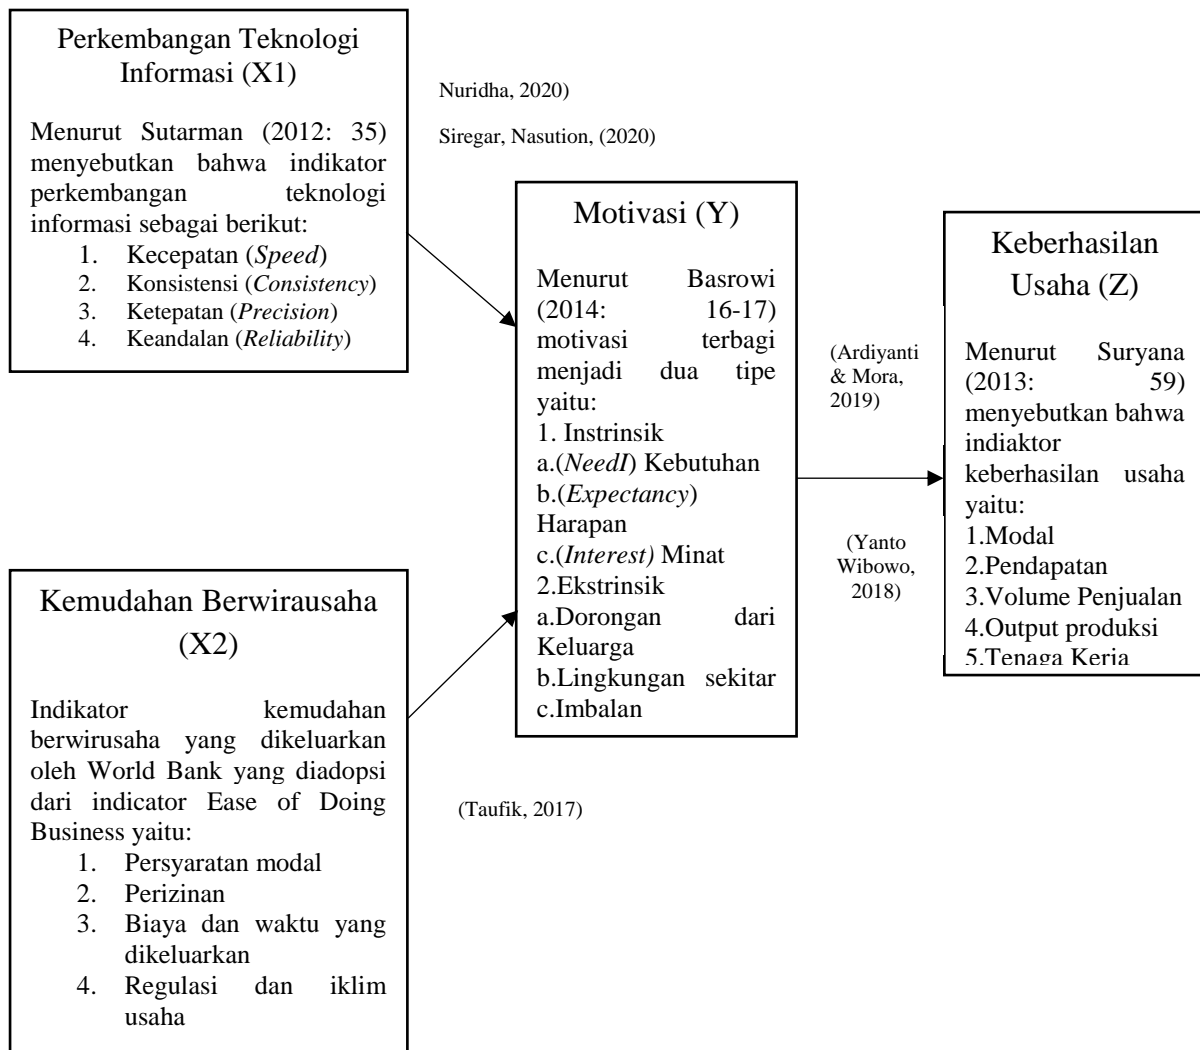 Perkembangan Teknologi
Informasi (X1)
Menurut Sutarman (2012: 35)
menyebutkan bahwa indikator
perkembangan teknologi
informasi sebagai berikut:
1. Kecepatan (Speed)
2. Konsistensi (Consistency)
3. Ketepatan (Precision)
4. Keandalan (Reliability)
Nuridha, 2020)
Siregar, Nasution, (2020)
Kemudahan Berwirausaha
(X2)
Indikator kemudahan
berwirusaha yang dikeluarkan
oleh World Bank yang diadopsi
dari indicator Ease of Doing
Business yaitu:
1. Persyaratan modal
2. Perizinan
3. Biaya dan waktu yang
dikeluarkan
4. Regulasi dan iklim
usaha
(Taufik, 2017)
Motivasi (Y)
Menurut Basrowi
(2014: 16-17)
motivasi terbagi
menjadi dua tipe
yaitu:
1. Instrinsik
a.(NeedI) Kebutuhan
b.(Expectancy)
Harapan
c.(Interest) Minat
2.Ekstrinsik
a.Dorongan dari
Keluarga
b.Lingkungan sekitar
c.Imbalan
(Ardiyanti
& Mora,
2019)
(Yanto
Wibowo,
2018)
Keberhasilan
Usaha (Z)
Menurut Suryana
(2013: 59)
menyebutkan bahwa
indiaktor
keberhasilan usaha
yaitu:
1.Modal
2.Pendapatan
3.Volume Penjualan
4.Output produksi
5.Tenaga Kerja